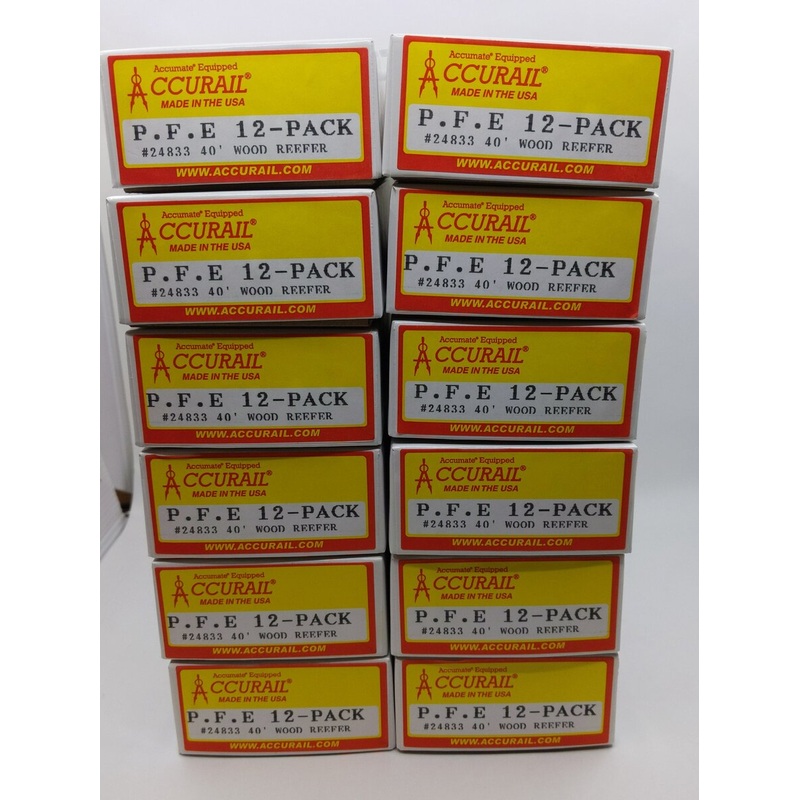 Accumate® Equipped
ACCURAIL®
MADE IN THE USA
P.F.E 12-PACK
#24833 40' WOOD REEFER
WWW.ACCURAIL.COM
Accumate® Equipped
ACCURAIL®
MADE IN THE USA
P.F.E 12-PACK
#24833 40' WOOD REEFER
WWW.ACCURAIL.COM
Accumate® Equipped
ACCURAIL®
MADE IN THE USA
P.F.E 12-PACK
#24833 40' WOOD REEFER
WWW.ACCURAIL.COM
Accumate® Equipped
ACCURAIL®
MADE IN THE USA
P.F.E 12-PACK
#24833 40' WOOD REEFER
WWW.ACCURAIL.COM
Accumate® Equipped
ACCURAIL®
MADE IN THE USA
P.F.E 12-PACK
#24833 40' WOOD REEFER
WWW.ACCURAIL.COM
Accumate® Equipped
ACCURAIL®
MADE IN THE USA
P.F.E 12-PACK
#24833 40' WOOD REEFER
WWW.ACCURAIL.COM
Accumate® Equipped
ACCURAIL®
MADE IN THE USA
P.F.E 12-PACK
#24833 40' WOOD REEFER
WWW.ACCURAIL.COM
Accumate® Equipped
ACCURAIL®
MADE IN THE USA
P.F.E 12-PACK
#24833 40' WOOD REEFER
WWW.ACCURAIL.COM
Accumate® Equipped
ACCURAIL®
MADE IN THE USA
P.F.E 12-PACK
#24833 40' WOOD REEFER
WWW.ACCURAIL.COM
Accumate® Equipped
ACCURAIL®
MADE IN THE USA
P.F.E 12-PACK
#24833 40' WOOD REEFER
WWW.ACCURAIL.COM
Accumate® Equipped
ACCURAIL®
MADE IN THE USA
P.F.E 12-PACK
#24833 40' WOOD REEFER
WWW.ACCURAIL.COM
Accumate® Equipped
ACCURAIL®
MADE IN THE USA
P.F.E 12-PACK
#24833 40' WOOD REEFER
WWW.ACCURAIL.COM